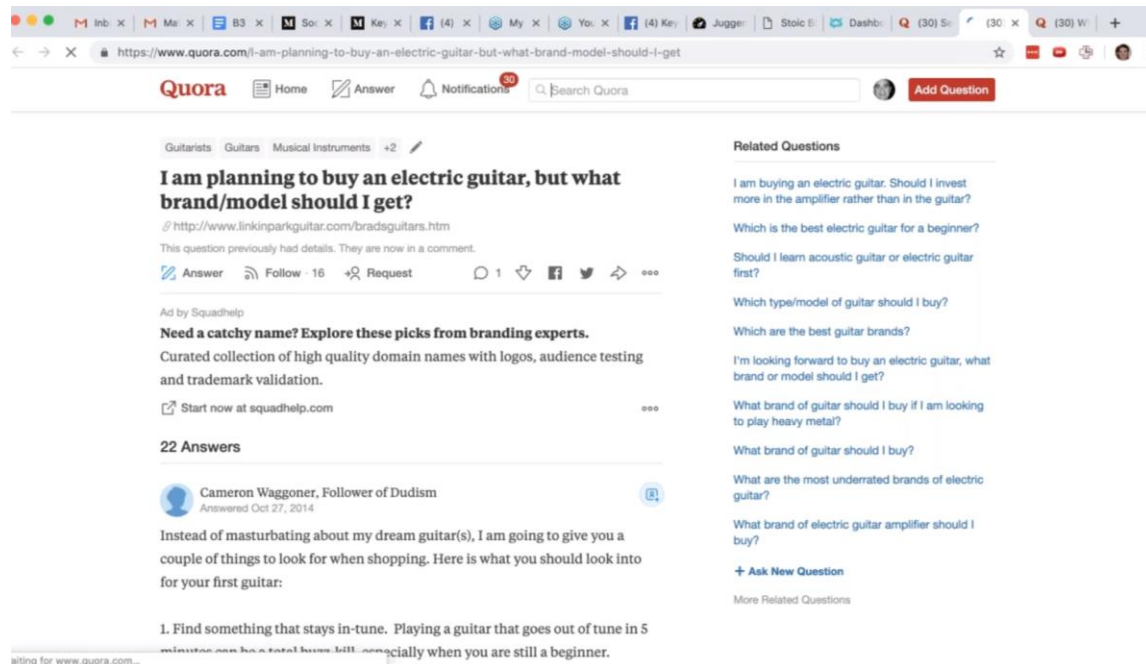 M Inb
M Ma
B3
M Soc
M Key
(4)
My
You
(4) Key
Jugger
Stoic B
Dashbo
Q (30) Se
(30
Q (30) W
https://www.quora.com/I-am-planning-to-buy-an-electric-guitar-but-what-brand-model-should-I-get
Quora Home Answer Notifications 30 Search Quora Add Question
Guitarists Guitars Musical Instruments +2
I am planning to buy an electric guitar, but what
brand/model should I get?
http://www.linkinparkguitar.com/bradsguitars.htm
This question previously had details. They are now in a comment.
Answer Follow · 16 Request 1
Ad by Squadhelp
Need a catchy name? Explore these picks from branding experts.
Curated collection of high quality domain names with logos, audience testing
and trademark validation.
Start now at squadhelp.com
22 Answers
Cameron Waggoner, Follower of Dudism
Answered Oct 27, 2014
Instead of masturbating about my dream guitar(s), I am going to give you a
couple of things to look for when shopping. Here is what you should look into
for your first guitar:
1. Find something that stays in-tune. Playing a guitar that goes out of tune in 5
minutes can be a total buzz-kill, especially when you are still a beginner.
aiting for www.quora.com...
Related Questions
I am buying an electric guitar. Should I invest
more in the amplifier rather than in the guitar?
Which is the best electric guitar for a beginner?
Should I learn acoustic guitar or electric guitar
first?
Which type/model of guitar should I buy?
Which are the best guitar brands?
I'm looking forward to buy an electric guitar, what
brand or model should I get?
What brand of guitar should I buy if I am looking
to play heavy metal?
What brand of guitar should I buy?
What are the most underrated brands of electric
guitar?
What brand of electric guitar amplifier should I
buy?
+ Ask New Question
More Related Questions